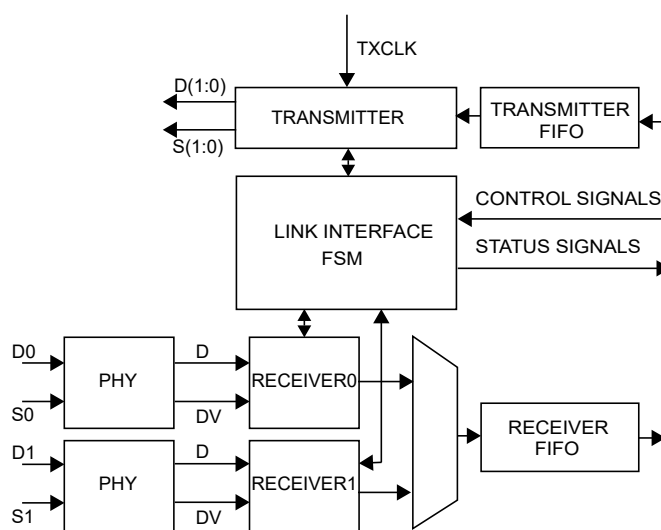 TXCLK
D(1:0)
S(1:0)
TRANSMITTER
TRANSMITTER
FIFO
LINK INTERFACE
FSM
CONTROL SIGNALS
STATUS SIGNALS
D0
S0
PHY
D
DV
RECEIVER0
D1
S1
PHY
D
DV
RECEIVER1
RECEIVER
FIFO